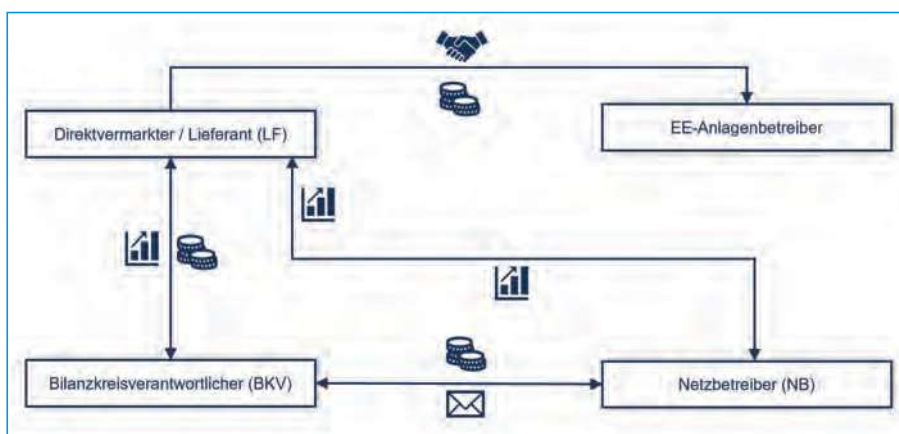 Direktvermarkter / Lieferant (LF)
EE-Anlagenbetreiber
Bilanzkreisverantwortlicher (BKV)
Netzbetreiber (NB)